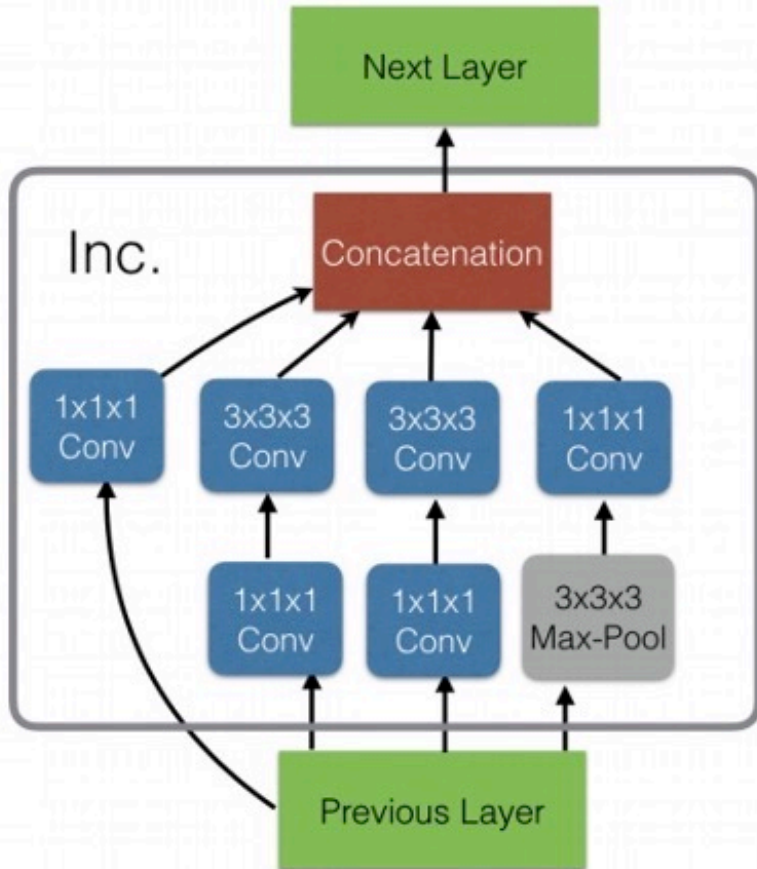 Next Layer
Inc.
Concatenation
1x1x1
Conv
3x3x3
Conv
3x3x3
Conv
1x1x1
Conv
1x1x1
Conv
1x1x1
Conv
3x3x3
Max-Pool
Previous Layer